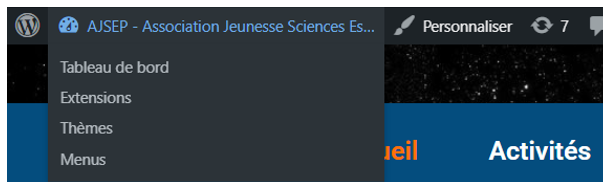 AJSEP - Association Jeunesse Sciences Es... Personnaliser 7
Tableau de bord
Extensions
Thèmes
Menus
ueil Activités